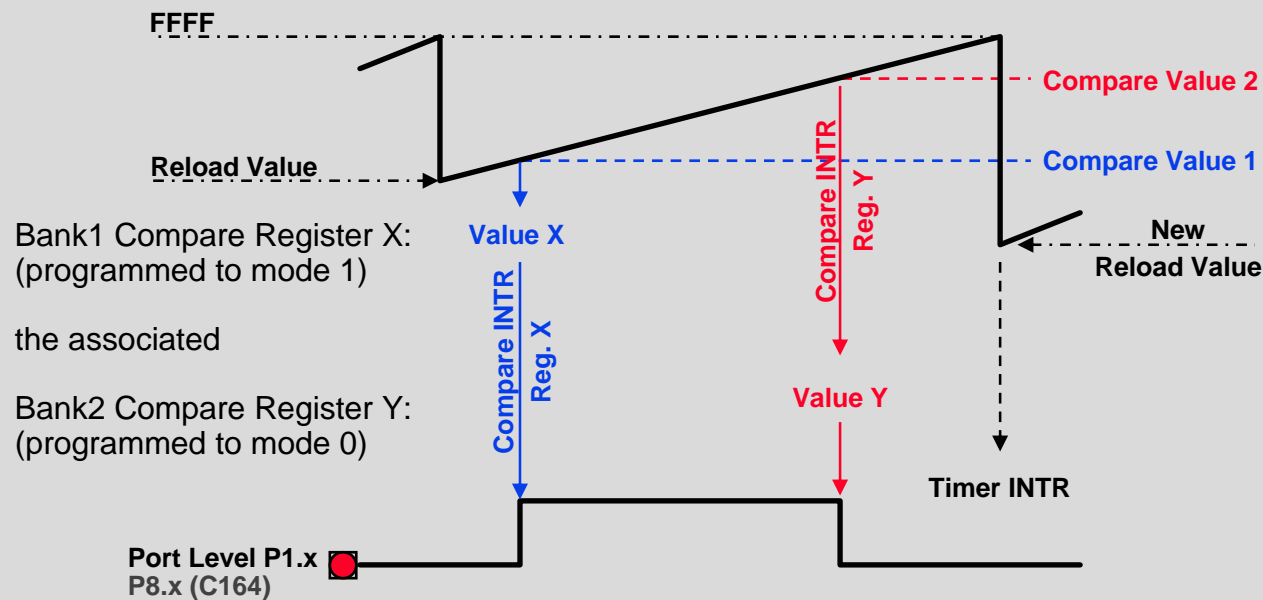 FFFF
Compare Value 2
Reload Value
Compare Value 1
Compare INTR
Reg. Y
Bank1 Compare Register X:
(programmed to mode 1)
Value X
New
Reload Value
the associated
Compare INTR
Reg. X
Bank2 Compare Register Y:
(programmed to mode 0)
Value Y
Timer INTR
Port Level P1.x
P8.x (C164)